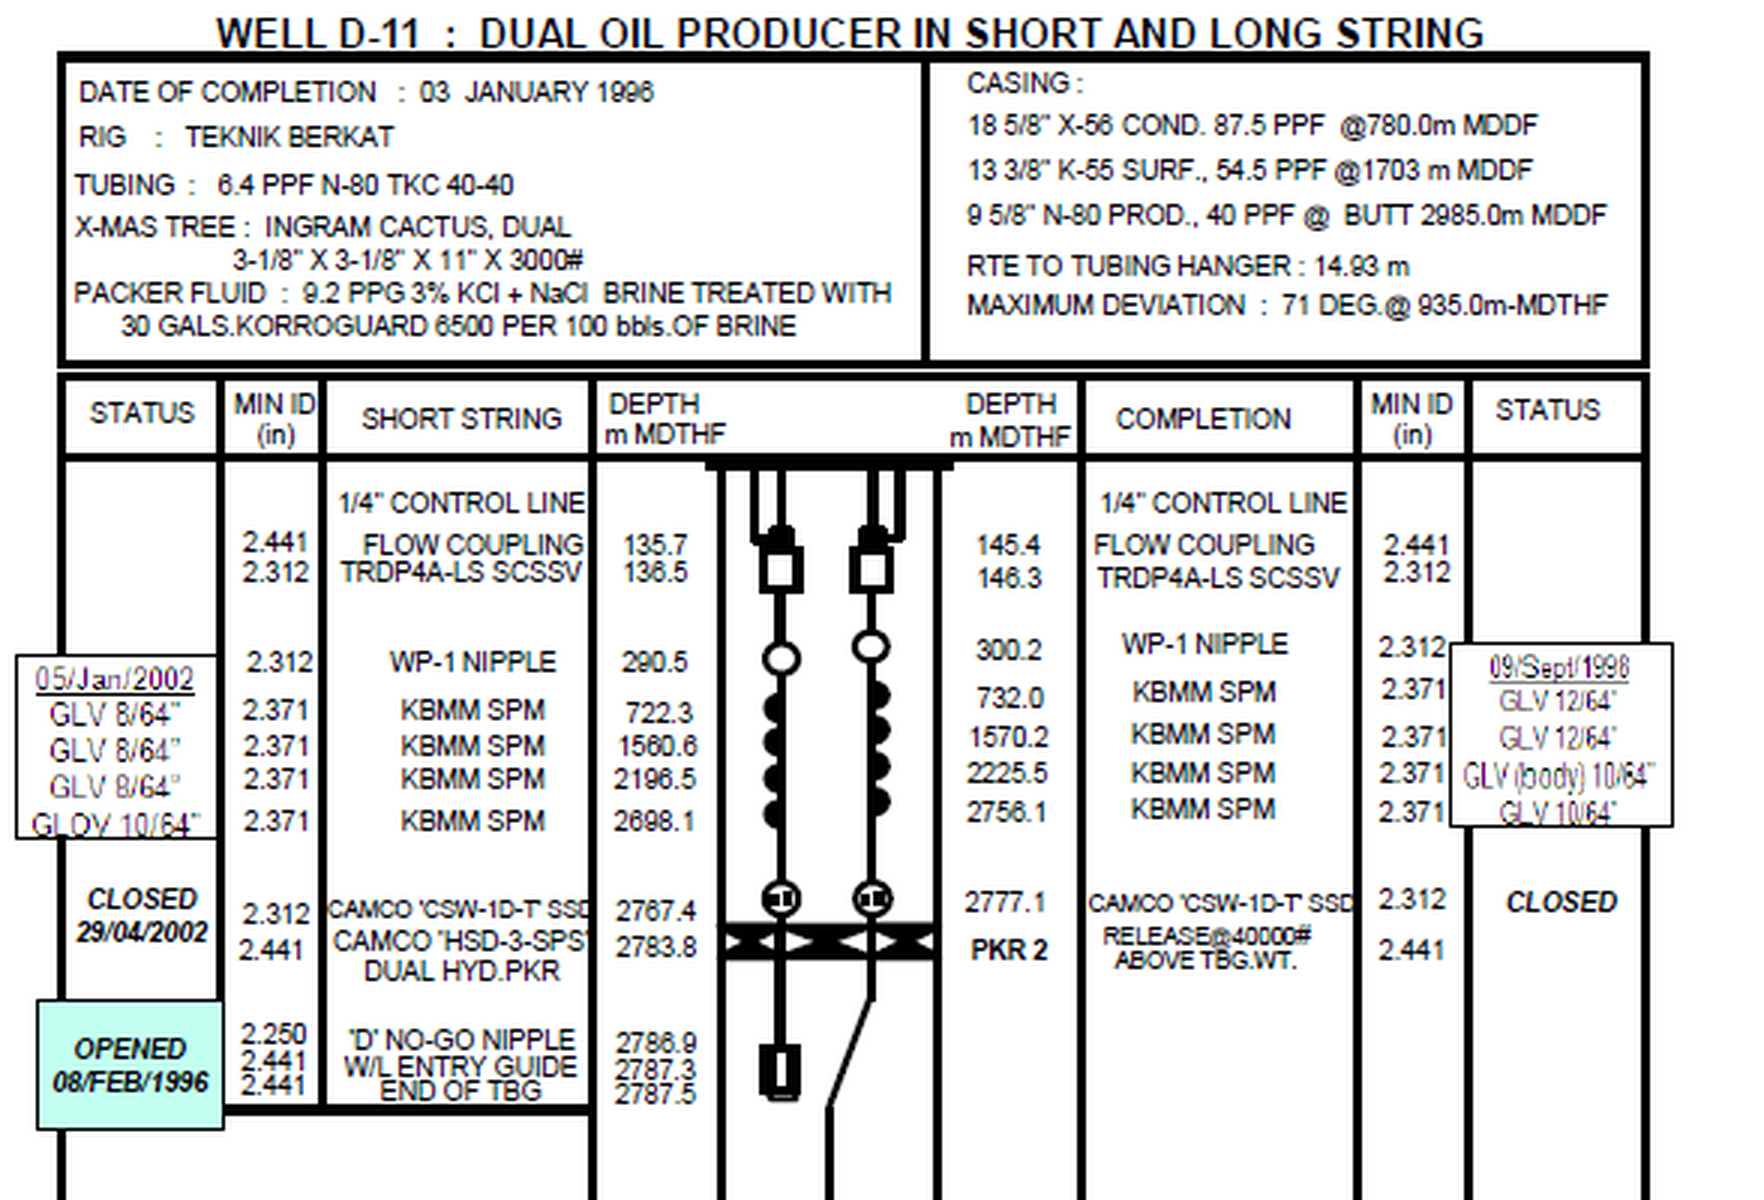 WELL D-11 : DUAL OIL PRODUCER IN SHORT AND LONG STRING
DATE OF COMPLETION : 03 JANUARY 1996
RIG : TEKNIK BERKAT
TUBING : 6.4 PPF N-80 TKC 40-40
X-MAS TREE : INGRAM CACTUS, DUAL
3-1/8" X 3-1/8" X 11" X 3000#
PACKER FLUID : 9.2 PPG 3% KCl + NaCl BRINE TREATED WITH
30 GALS.KORROGUARD 6500 PER 100 bbls.OF BRINE
CASING :
18 5/8" X-56 COND. 87.5 PPF @780.0m MDDF
13 3/8" K-55 SURF., 54.5 PPF @1703 m MDDF
9 5/8" N-80 PROD., 40 PPF @ BUTT 2985.0m MDDF
RTE TO TUBING HANGER : 14.93 m
MAXIMUM DEVIATION : 71 DEG.@ 935.0m-MDTHF
STATUS MIN ID (in) SHORT STRING DEPTH m MDTHF DEPTH m MDTHF COMPLETION MIN ID (in) STATUS
1/4" CONTROL LINE 1/4" CONTROL LINE
2.441 FLOW COUPLING 135.7 145.4 FLOW COUPLING 2.441
2.312 TRDP4A-LS SCSSV 136.5 146.3 TRDP4A-LS SCSSV 2.312
05/Jan/2002 2.312 WP-1 NIPPLE 290.5 300.2 WP-1 NIPPLE 2.312 09/Sept/1998
GLV 8/64" 2.371 KBMM SPM 722.3 732.0 KBMM SPM 2.371 GLV 12/64"
GLV 8/64" 2.371 KBMM SPM 1560.6 1570.2 KBMM SPM 2.371 GLV 12/64"
GLV 8/64" 2.371 KBMM SPM 2196.5 2225.5 KBMM SPM 2.371 GLV (body) 10/64"
GLOV 10/64" 2.371 KBMM SPM 2698.1 2756.1 KBMM SPM 2.371 GLV 10/64"
CLOSED 2.312 CAMCO 'CSW-1D-T' SSD 2767.4 2777.1 CAMCO 'CSW-1D-T' SSD 2.312 CLOSED
29/04/2002 2.441 CAMCO "HSD-3-SPS" 2783.8 PKR 2 RELEASE@40000# 2.441
DUAL HYD.PKR ABOVE TBG.WT.
OPENED 2.250 'D' NO-GO NIPPLE 2786.9
08/FEB/1996 2.441 W/L ENTRY GUIDE 2787.3
2.441 END OF TBG 2787.5